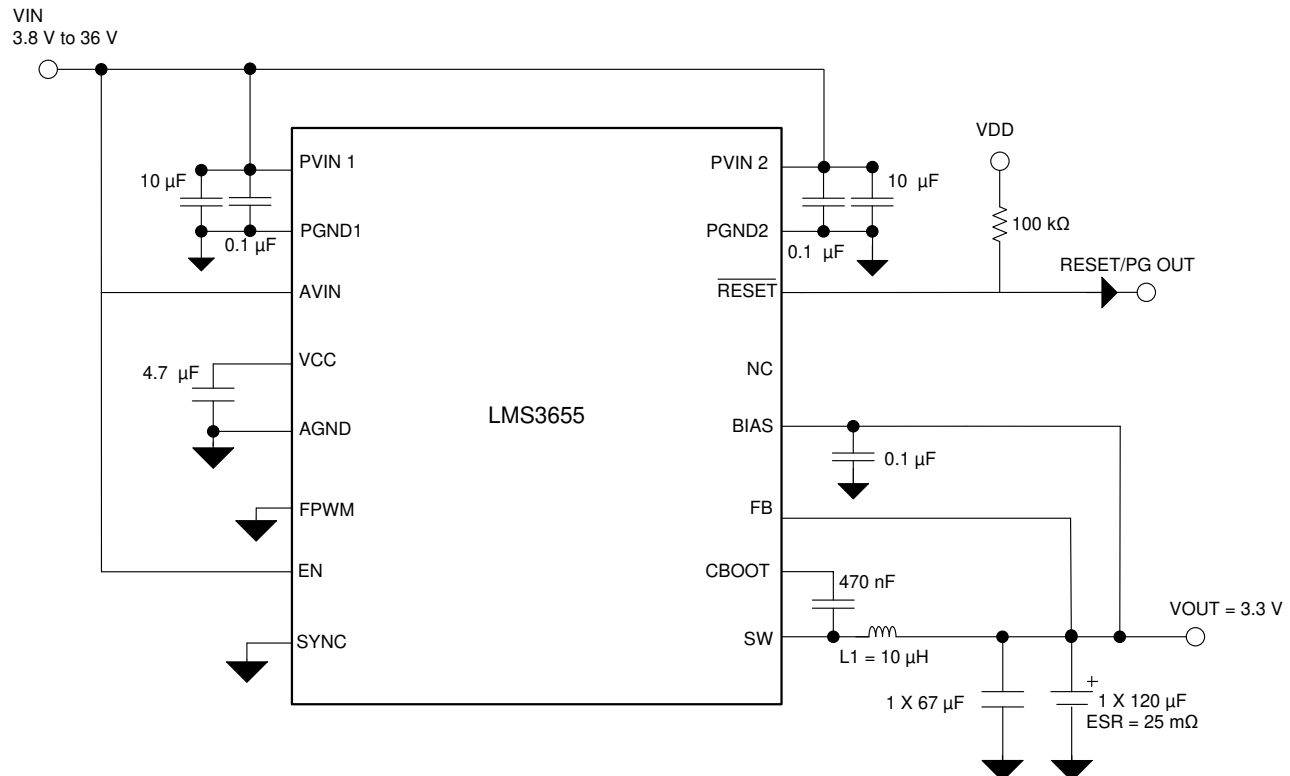 VIN
3.8 V to 36 V
VDD
PVIN 1
PVIN 2
10 µF
10 µF
100 kΩ
PGND1
PGND2
0.1 µF
0.1 µF
RESET/PG OUT
AVIN
RESET
VCC
NC
4.7 µF
LMS3655
AGND
BIAS
0.1 µF
FPWM
FB
EN
CBOOT
470 nF
VOUT = 3.3 V
SYNC
SW
L1 = 10 µH
+
1 X 67 µF
1 X 120 µF
ESR = 25 mΩ